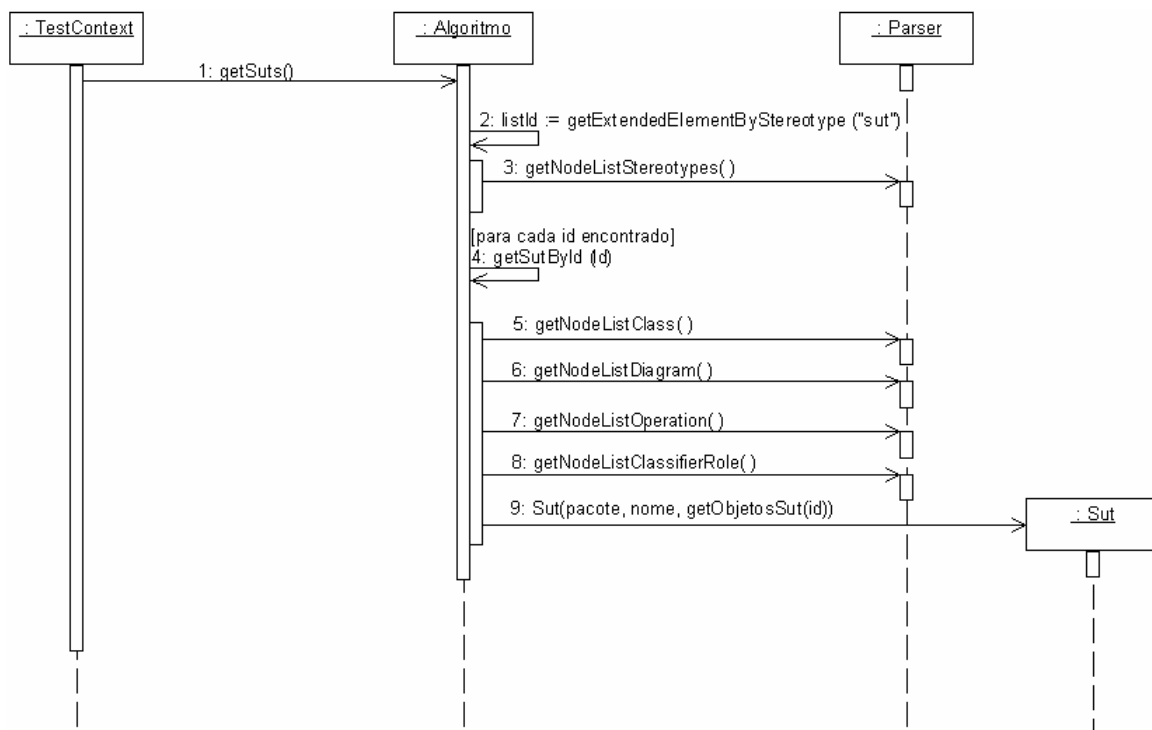 : TestContext
: Algoritmo
: Parser
1: getSuts()
2: listId := getExtendedElementByStereotype ("sut")
3: getNodeListStereotypes( )
[para cada id encontrado]
4: getSutById (Id)
5: getNodeListClass( )
6: getNodeListDiagram( )
7: getNodeListOperation( )
8: getNodeListClassifierRole( )
9: Sut(pacote, nome, getObjetosSut(id))
: Sut